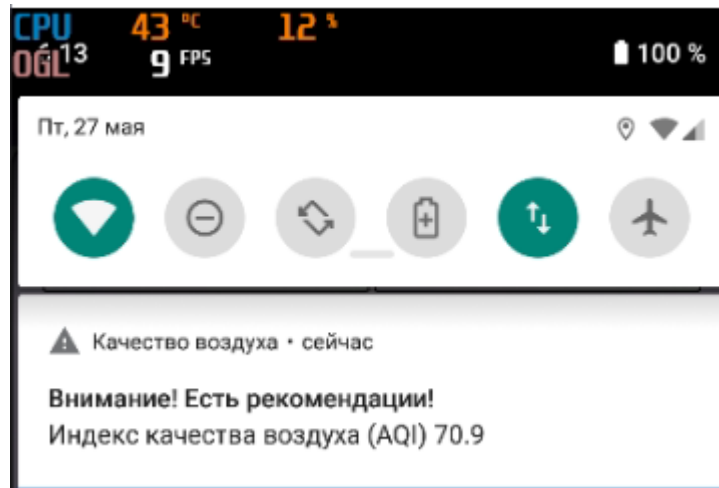 CPU 43 °C 12 %
OGL 9 FPS
13 100 %
Пт, 27 мая
Качество воздуха • сейчас
Внимание! Есть рекомендации!
Индекс качества воздуха (AQI) 70.9